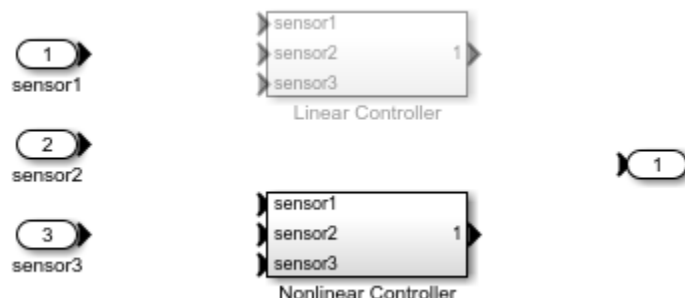 1
sensor1
2
sensor2
3
sensor3
sensor1
sensor2 1
sensor3
Linear Controller
sensor1
sensor2 1
sensor3
Nonlinear Controller
1